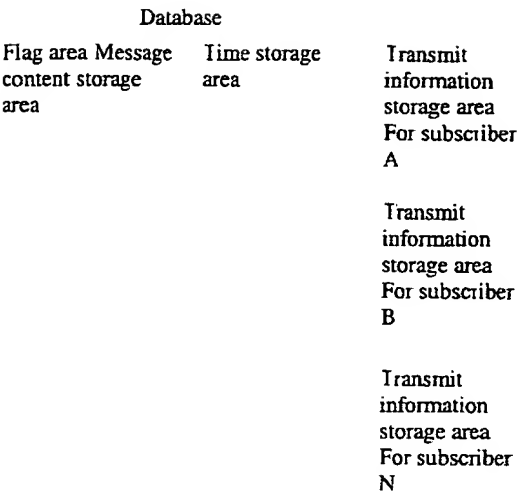 Database
Flag area Message
content storage
area
Time storage
area
Transmit
information
storage area
For subscriber
A
Transmit
information
storage area
For subscriber
B
Transmit
information
storage area
For subscriber
N